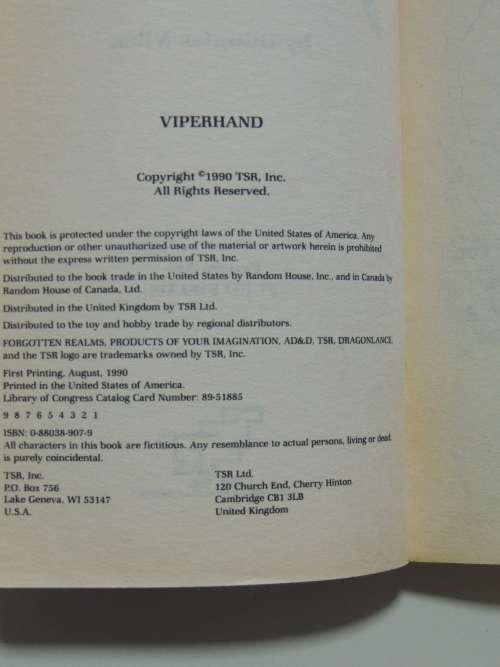 VIPERHAND
Copyright ©1990 TSR, Inc.
All Rights Reserved.
This book is protected under the copyright laws of the United States of America. Any
reproduction or other unauthorized use of the material or artwork herein is prohibited
without the express written permission of TSR, Inc.
Distributed to the book trade in the United States by Random House, Inc., and in Canada by
Random House of Canada, Ltd.
Distributed in the United Kingdom by TSR Ltd.
Distributed to the toy and hobby trade by regional distributors.
FORGOTTEN REALMS, PRODUCTS OF YOUR IMAGINATION, AD&D, TSR, DRAGONLANCE,
and the TSR logo are trademarks owned by TSR, Inc.
First Printing, August, 1990
Printed in the United States of America.
Library of Congress Catalog Card Number: 89-51885
9 8 7 6 5 4 3 2 1
ISBN: 0-88038-907-9
All characters in this book are fictitious. Any resemblance to actual persons, living or dead,
is purely coincidental.
TSR, Inc.
P.O. Box 756
Lake Geneva, WI 53147
U.S.A.
TSR Ltd.
120 Church End, Cherry Hinton
Cambridge CB1 3LB
United Kingdom